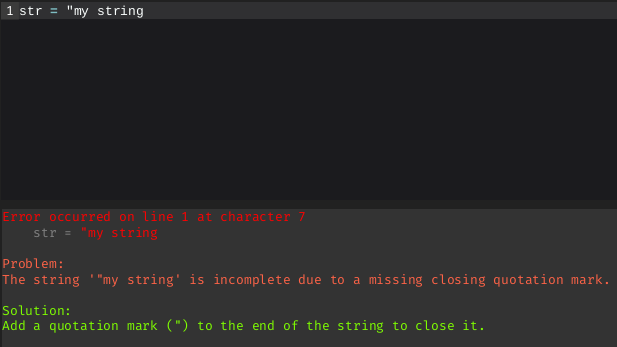 1 str = "my string
Error occurred on line 1 at character 7
str = "my string
Problem:
The string '"my string' is incomplete due to a missing closing quotation mark.
Solution:
Add a quotation mark (") to the end of the string to close it.